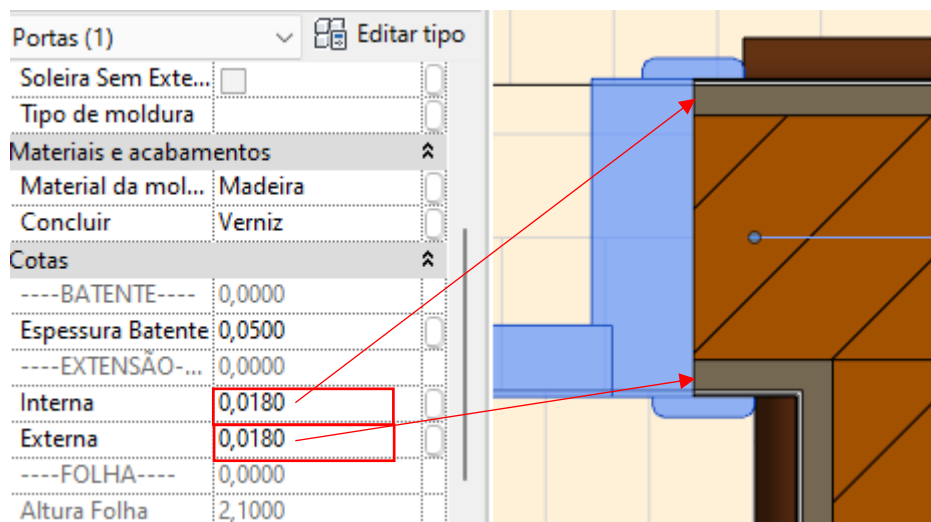 Portas (1) Editar tipo
Soleira Sem Exte...
Tipo de moldura
Materiais e acabamentos
Material da mol... Madeira
Concluir Verniz
Cotas
----BATENTE---- 0,0000
Espessura Batente 0,0500
----EXTENSÃO-... 0,0000
Interna 0,0180
Externa 0,0180
----FOLHA---- 0,0000
Altura Folha 2,1000